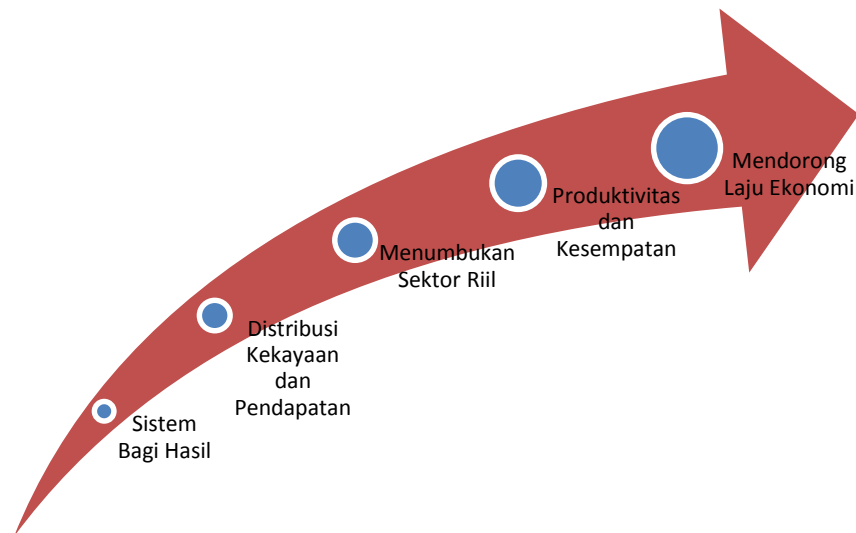 Sistem
Bagi Hasil
Distribusi
Kekayaan
dan
Pendapatan
Menumbukan
Sektor Riil
Produktivitas
dan
Kesempatan
Mendorong
Laju Ekonomi